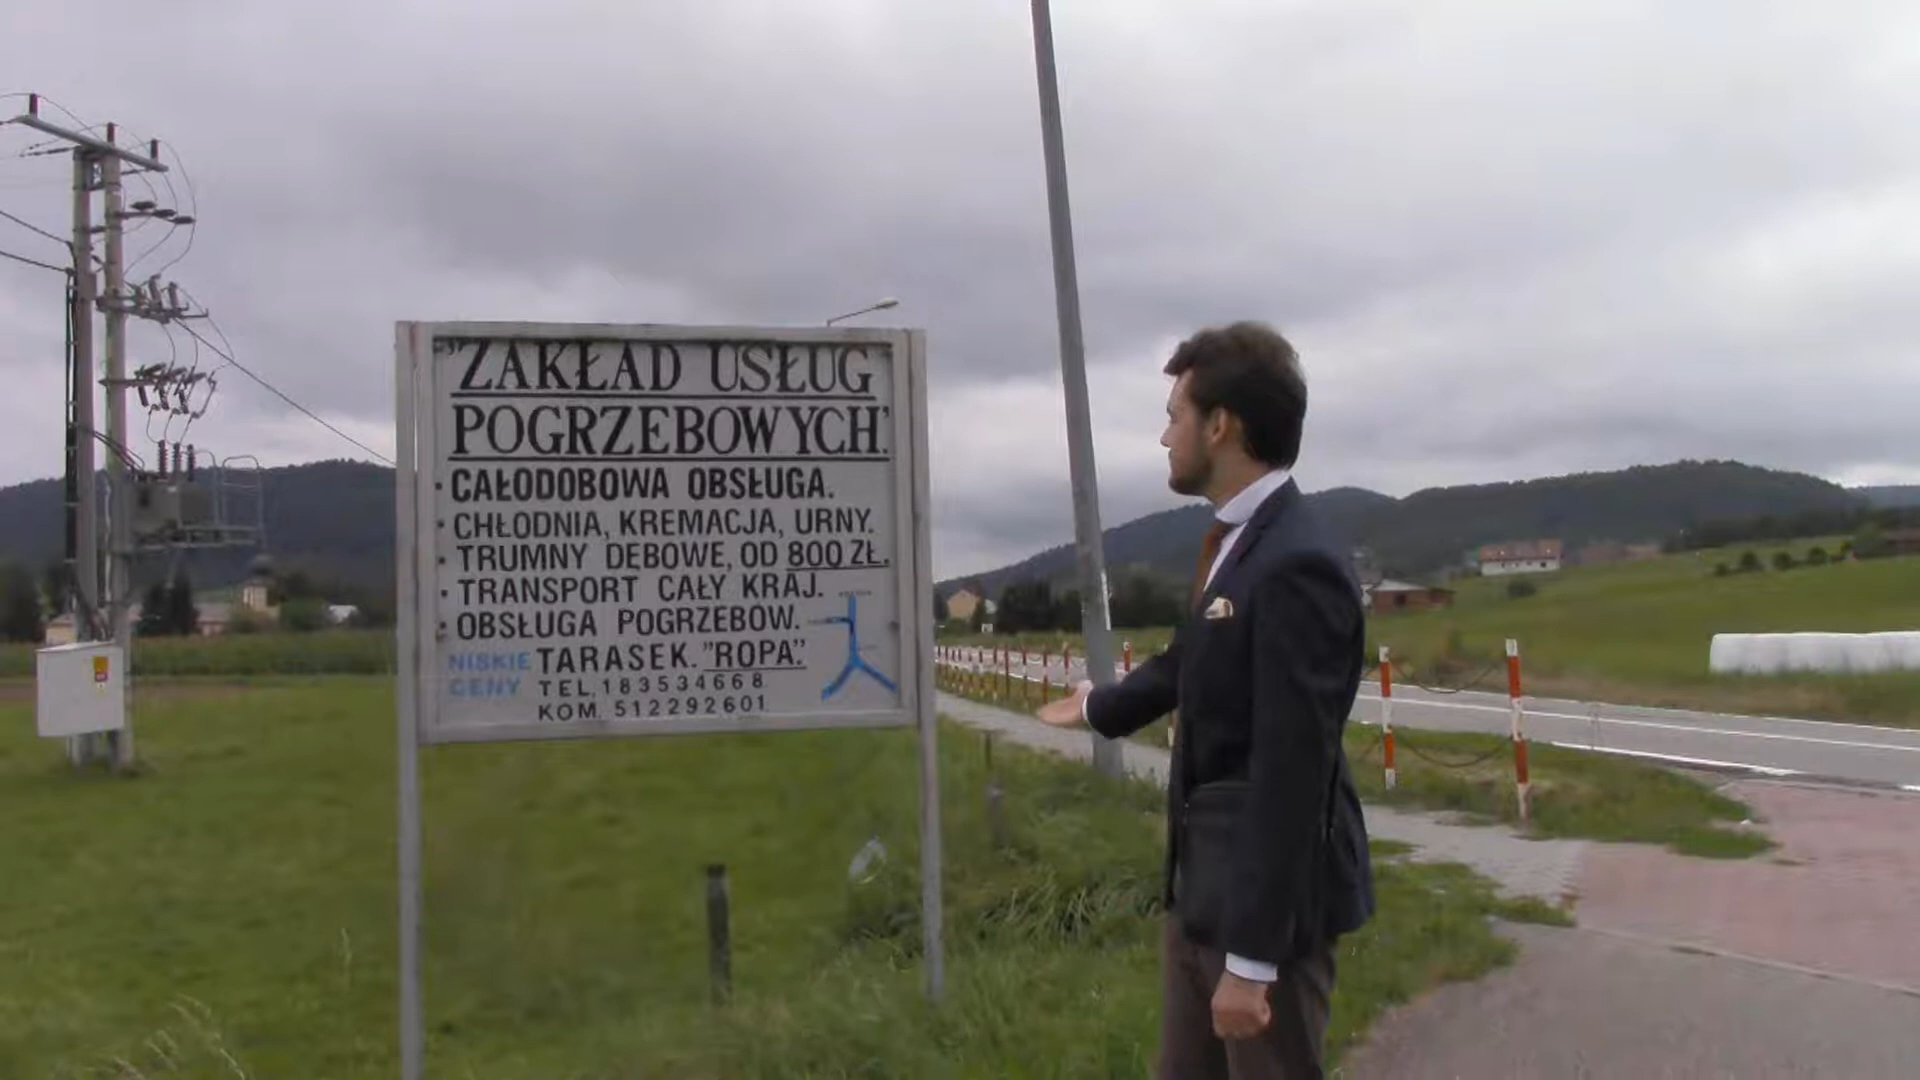 "ZAKŁAD USŁUG
POGRZEBOWYCH".
· CAŁODOBOWA OBSŁUGA.
· CHŁODNIA, KREMACJA, URNY.
· TRUMNY DĘBOWE, OD 800 ZŁ.
· TRANSPORT CAŁY KRAJ.
· OBSŁUGA POGRZEBÓW.
NISKIE CENY
TARASEK. "ROPA".
TEL. 183534668
KOM. 512292601